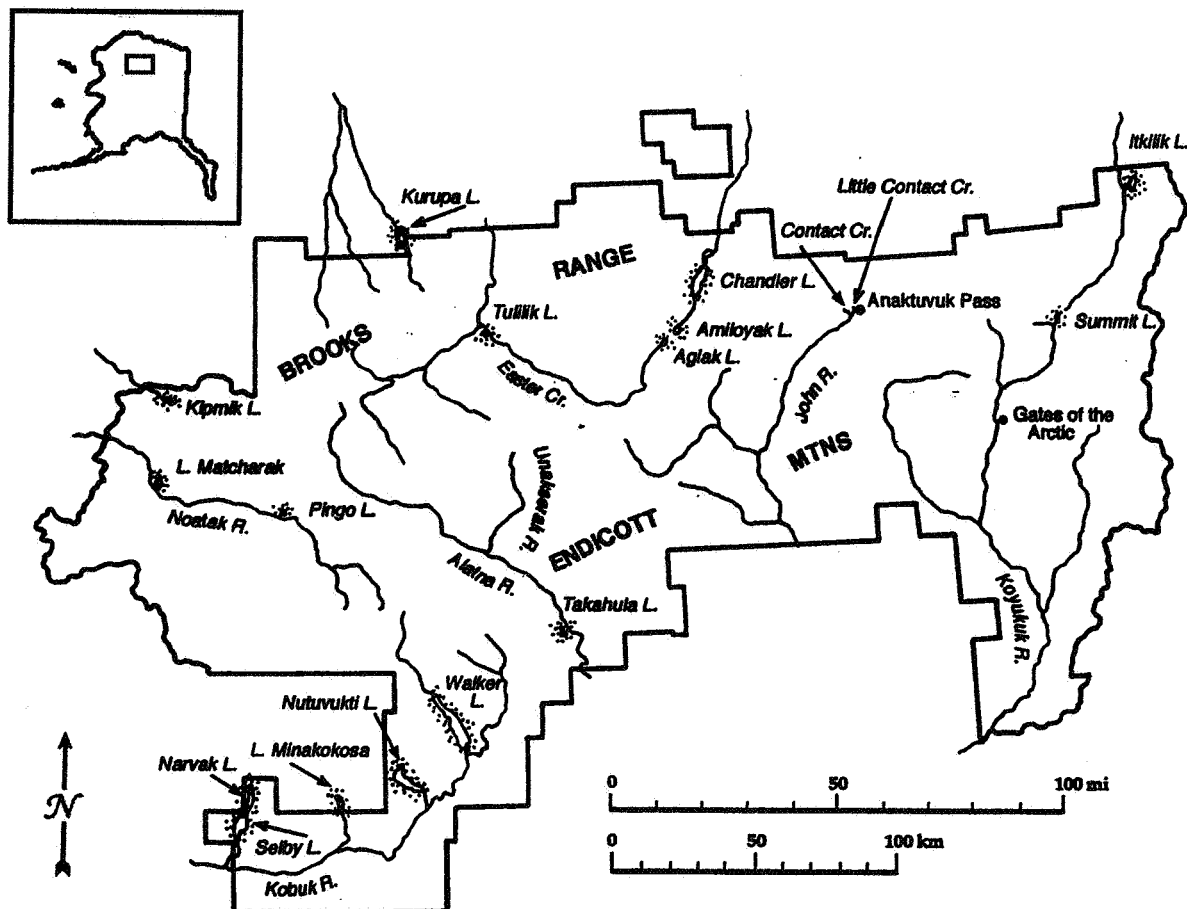 Itkilik L.
Little Contact Cr.
Kurupa L.
Contact Cr.
RANGE
Chandler L.
Anaktuvuk Pass
Tulilik L.
Amiloyak L.
Summit L.
BROOKS
Aglak L.
Easter Cr.
John R.
Kipmik L.
Gates of the
Arctic
MTNS
L. Matcharak
Unakserak R.
Pingo L.
Noatak R.
ENDICOTT
Alatna R.
Takahula L.
Koyukuk R.
Walker
L.
Nutuvukti L.
L. Minakokosa
Narvak L.
N
0 50 100 mi
Selby L.
0 50 100 km
Kobuk R.